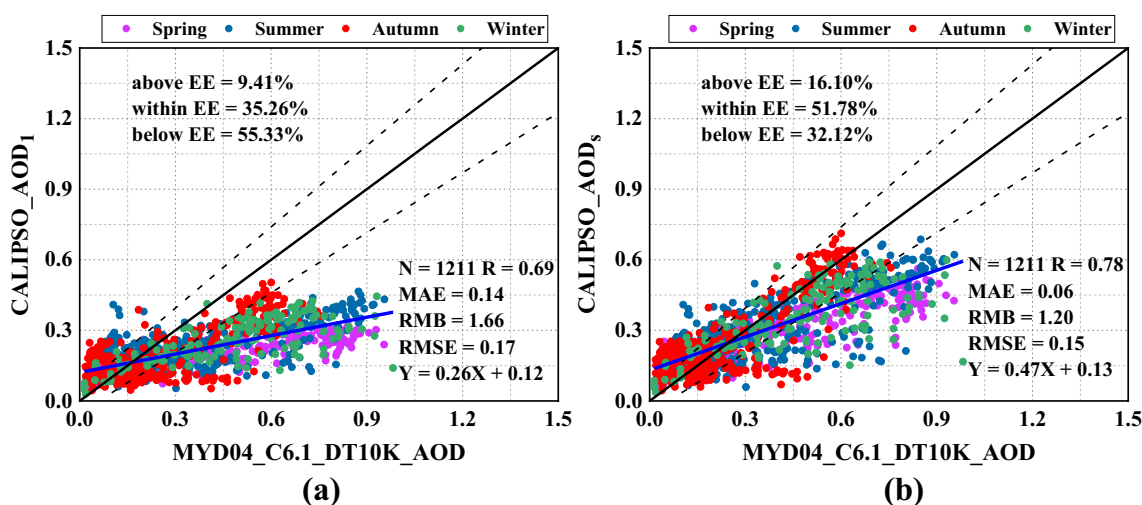 Spring Summer Autumn Winter
above EE = 9.41%
within EE = 35.26%
below EE = 55.33%
N = 1211 R = 0.69
MAE = 0.14
RMB = 1.66
RMSE = 0.17
Y = 0.26X + 0.12
1.5
1.2
0.9
0.6
0.3
0.0
0.0 0.3 0.6 0.9 1.2 1.5
CALIPSO_AOD1
MYD04_C6.1_DT10K_AOD
(a)
Spring Summer Autumn Winter
above EE = 16.10%
within EE = 51.78%
below EE = 32.12%
N = 1211 R = 0.78
MAE = 0.06
RMB = 1.20
RMSE = 0.15
Y = 0.47X + 0.13
1.5
1.2
0.9
0.6
0.3
0.0
0.0 0.3 0.6 0.9 1.2 1.5
CALIPSO_AODs
MYD04_C6.1_DT10K_AOD
(b)